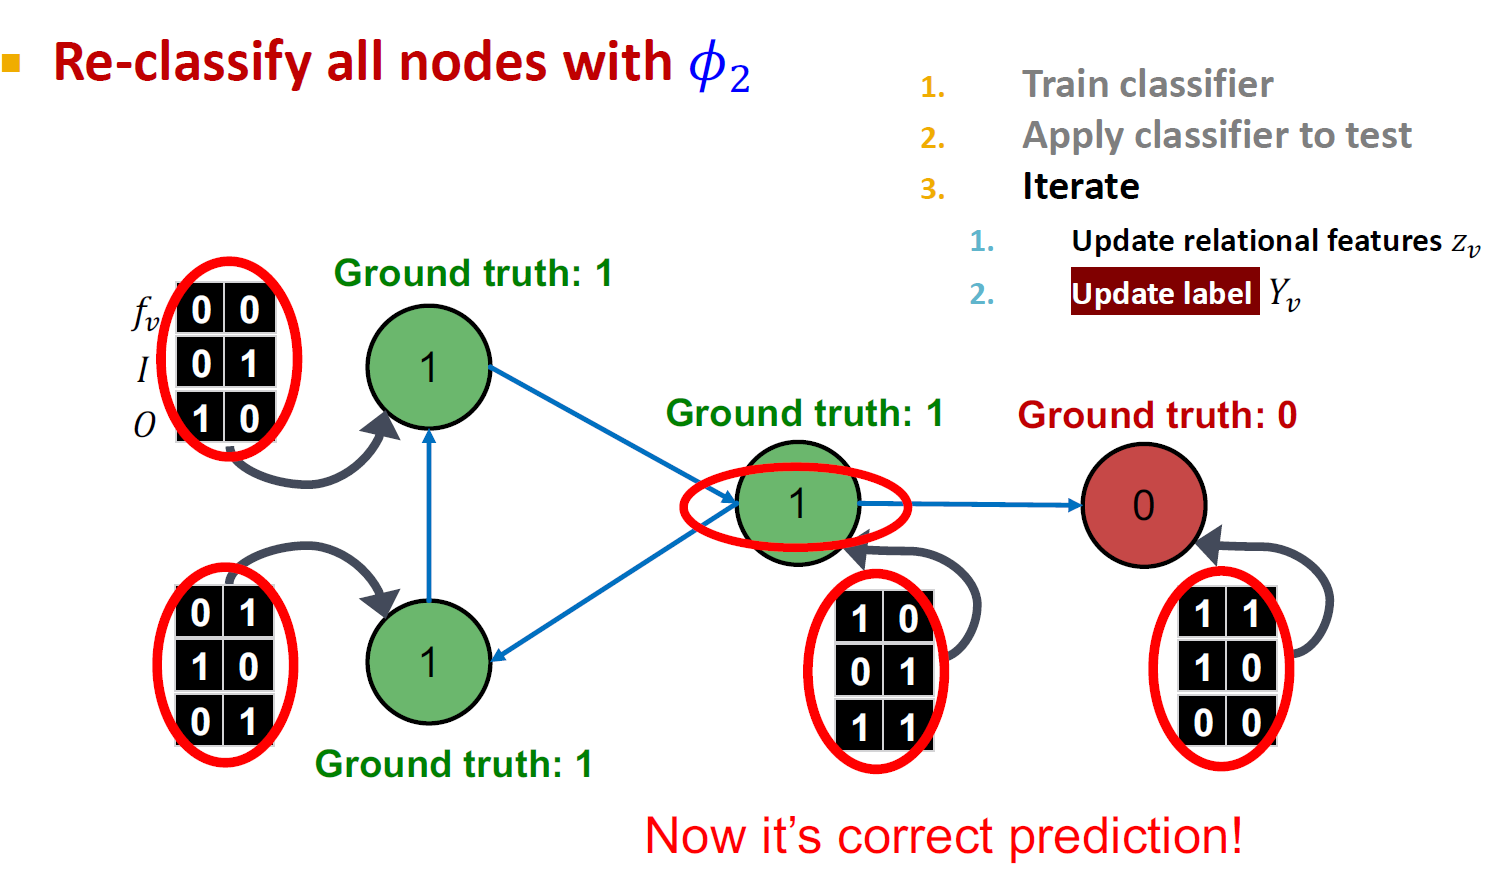 Re-classify all nodes with ϕ₂
1. Train classifier
2. Apply classifier to test
3. Iterate
1. Update relational features z_v
2. Update label Y_v
Ground truth: 1
f_v 0 0
I 0 1
O 1 0
1
Ground truth: 1
1
Ground truth: 0
0
0 1
1 0
0 1
1
Ground truth: 1
1 0
0 1
1 1
1 1
1 0
0 0
Now it's correct prediction!